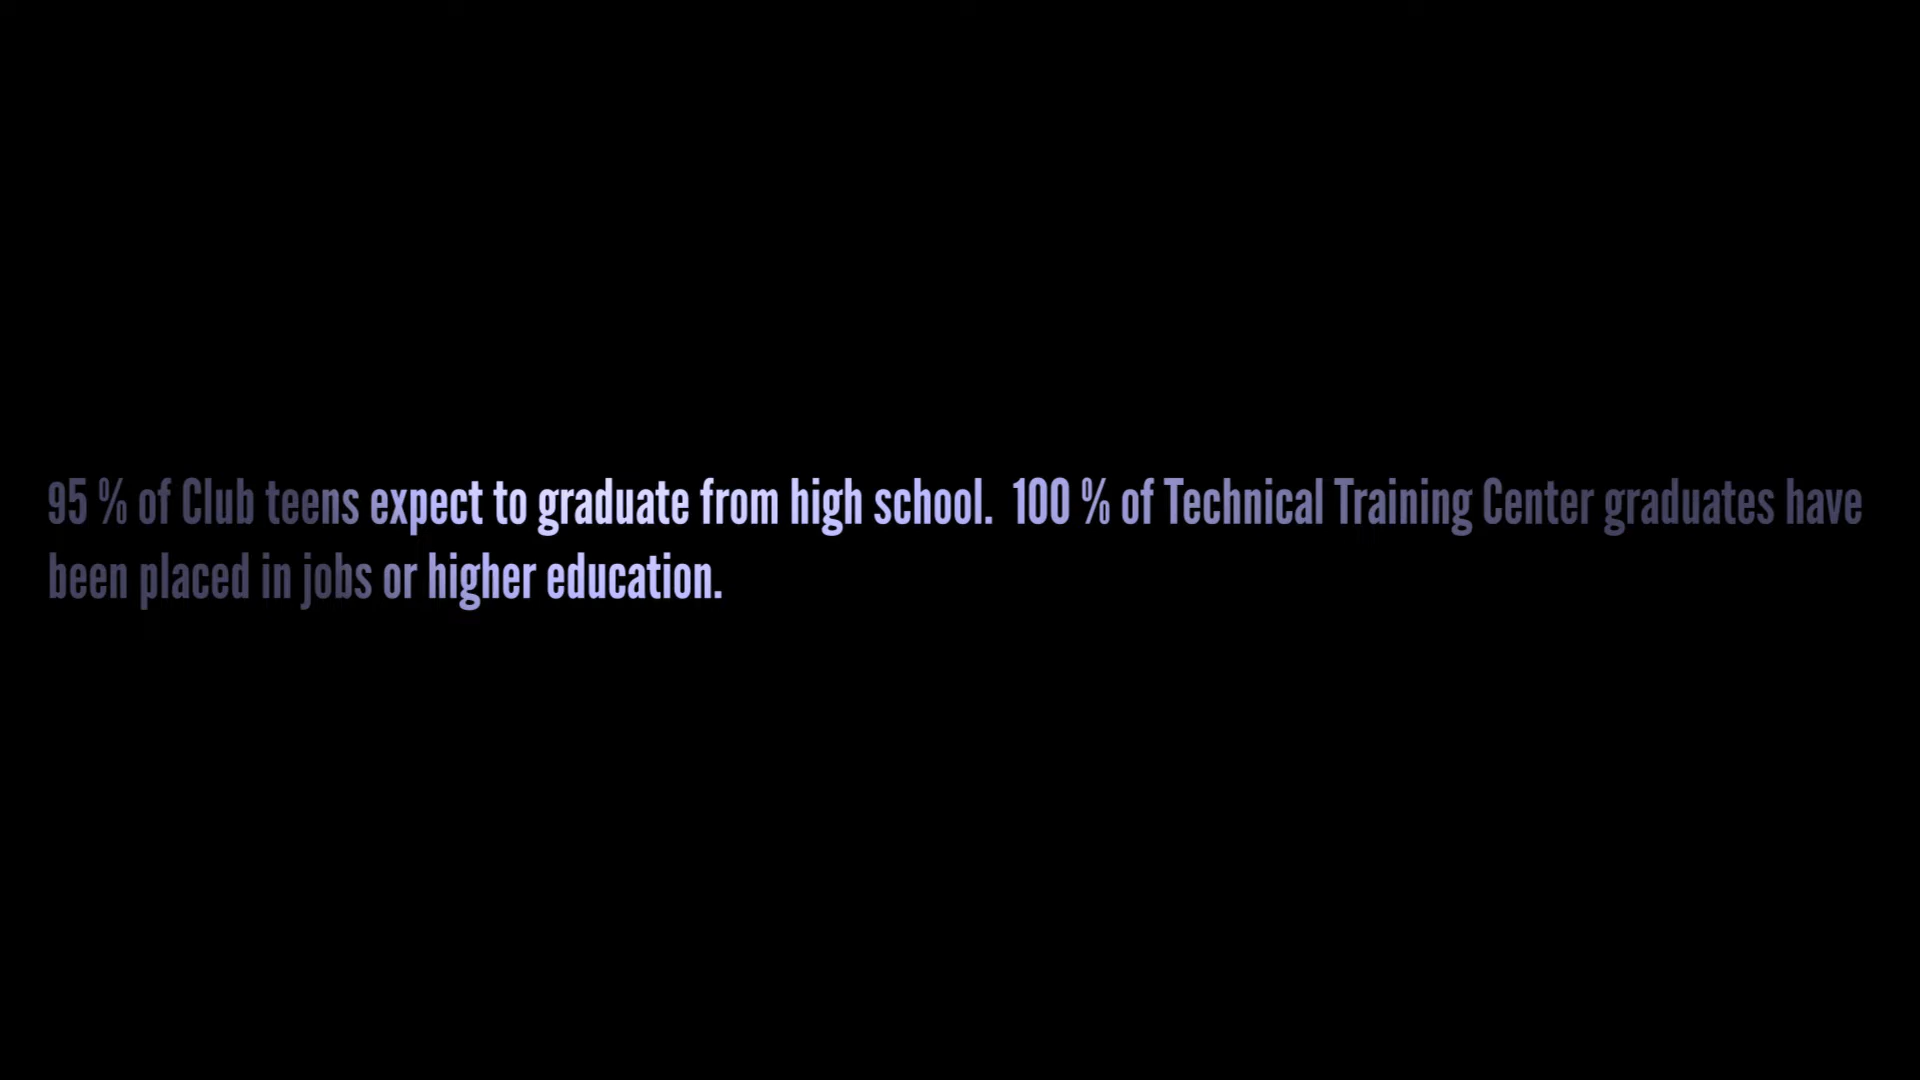 95 % of Club teens expect to graduate from high school.  100 % of Technical Training Center graduates have
been placed in jobs or higher education.